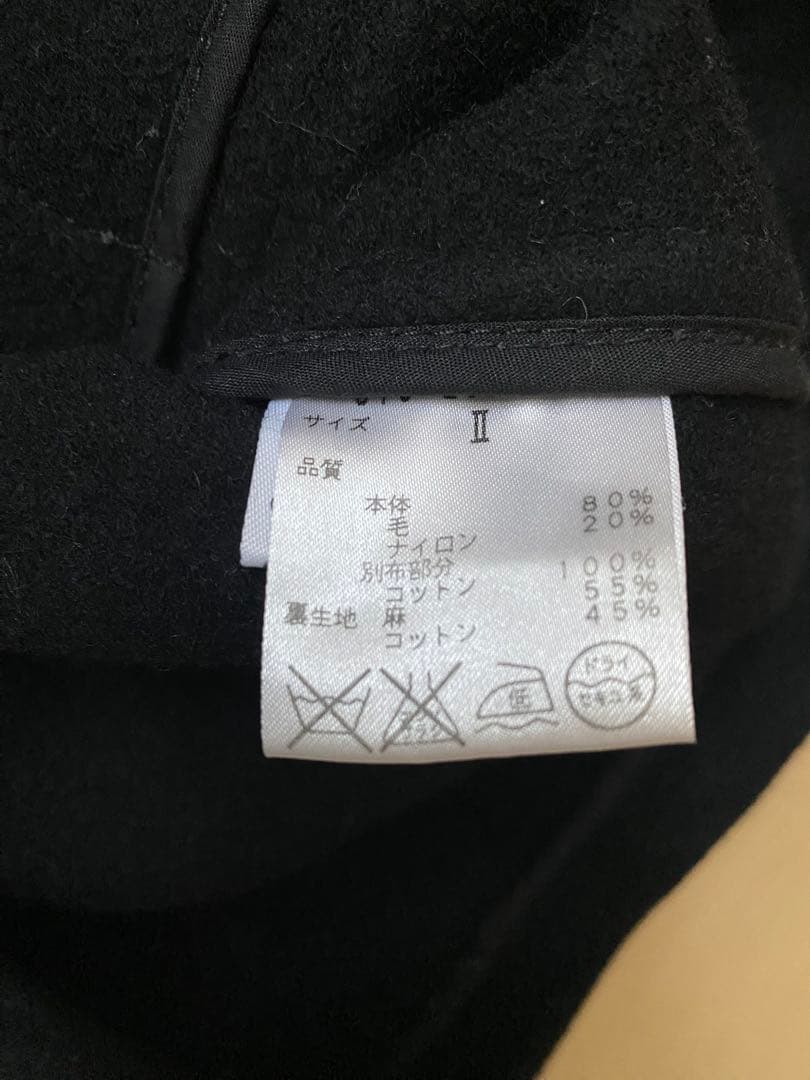 サイズ II
品質
本体
毛 80%
ナイロン 20%
別布部分
コットン 100%
裏生地 麻 55%
コットン 45%
低
ドライ
セキユ系